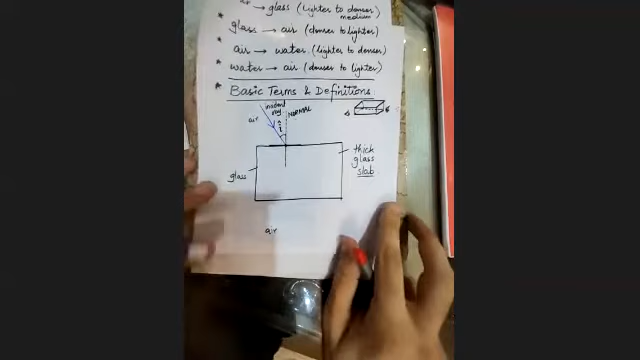 air → glass (lighter to denser medium)
* glass → air (denser to lighter)
* air → water (lighter to denser)
* water → air (denser to lighter)
* Basic Terms & Definitions
incident ray
NORMAL
air
glass
thick glass slab
air